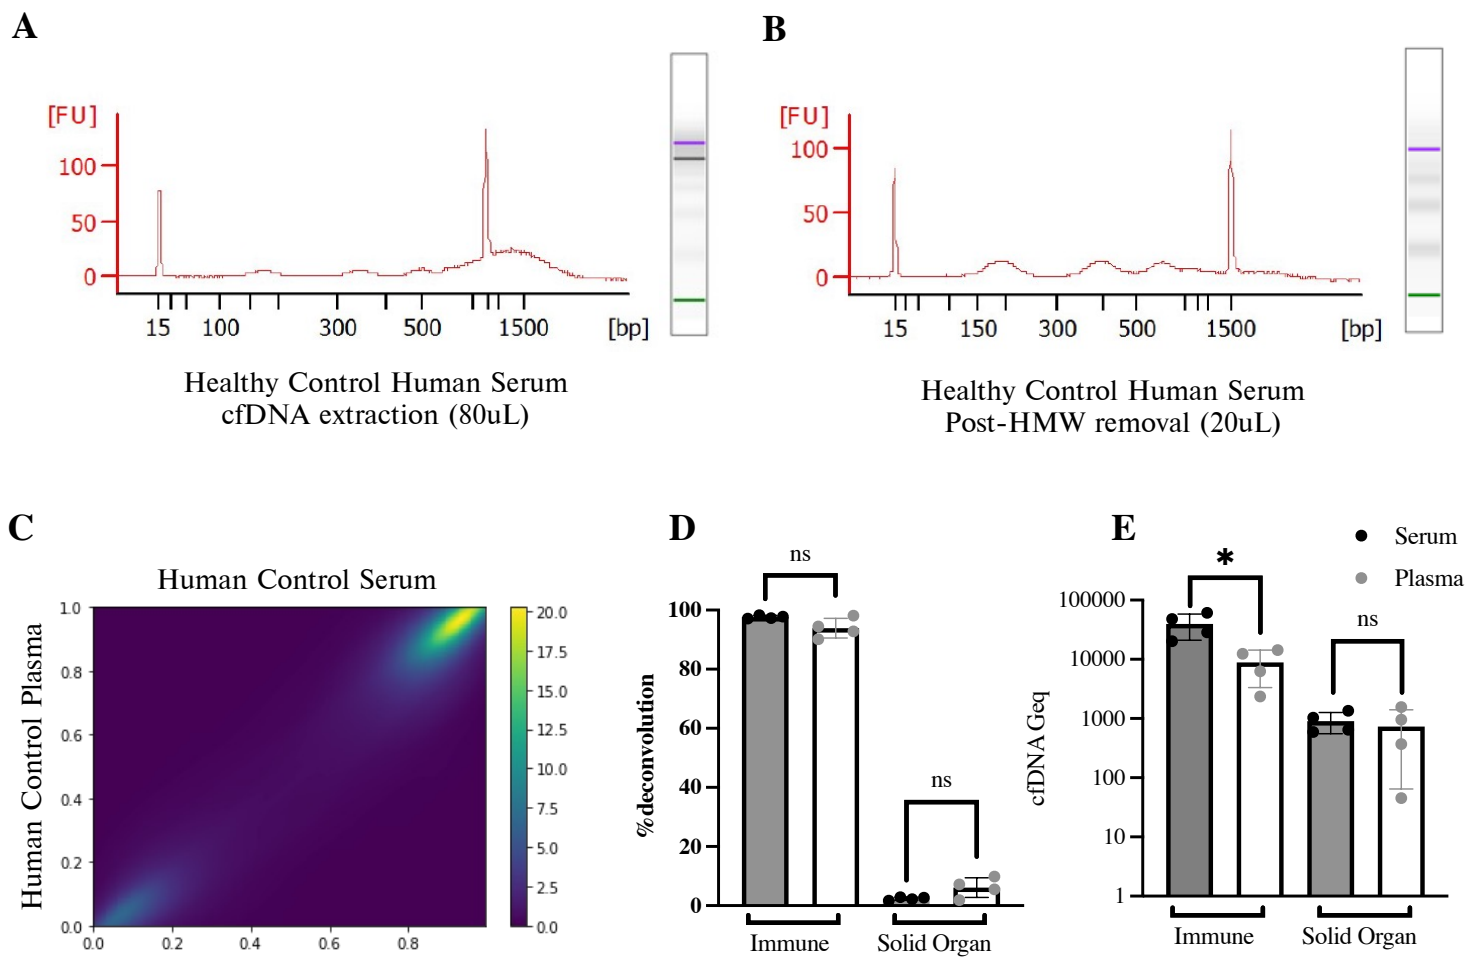 A
[FU]
100
50
0
15 100 300 500 1500 [bp]
Healthy Control Human Serum
cfDNA extraction (80uL)
B
[FU]
100
50
0
15 150 300 500 1500 [bp]
Healthy Control Human Serum
Post-HMW removal (20uL)
C
Human Control Serum
Human Control Plasma
1.0
0.8
0.6
0.4
0.2
0.0
0.0 0.2 0.4 0.6 0.8
20.0
17.5
15.0
12.5
10.0
7.5
5.0
2.5
0.0
D
ns
%deconvolution
100
80
60
40
20
0
ns
Immune Solid Organ
E
Serum
Plasma
*
ns
cfDNA Geq
100000
10000
1000
100
10
1
Immune Solid Organ